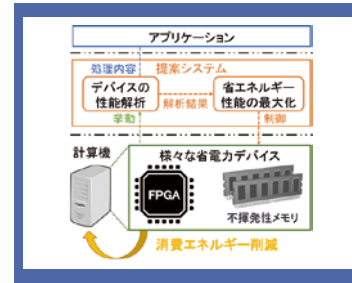 アプリケーション
処理内容 提案システム
デバイスの
性能解析
解析結果
省エネルギー
性能の最大化
挙動
制御
計算機
様々な省電力デバイス
FPGA
不揮発性メモリ
消費エネルギー削減